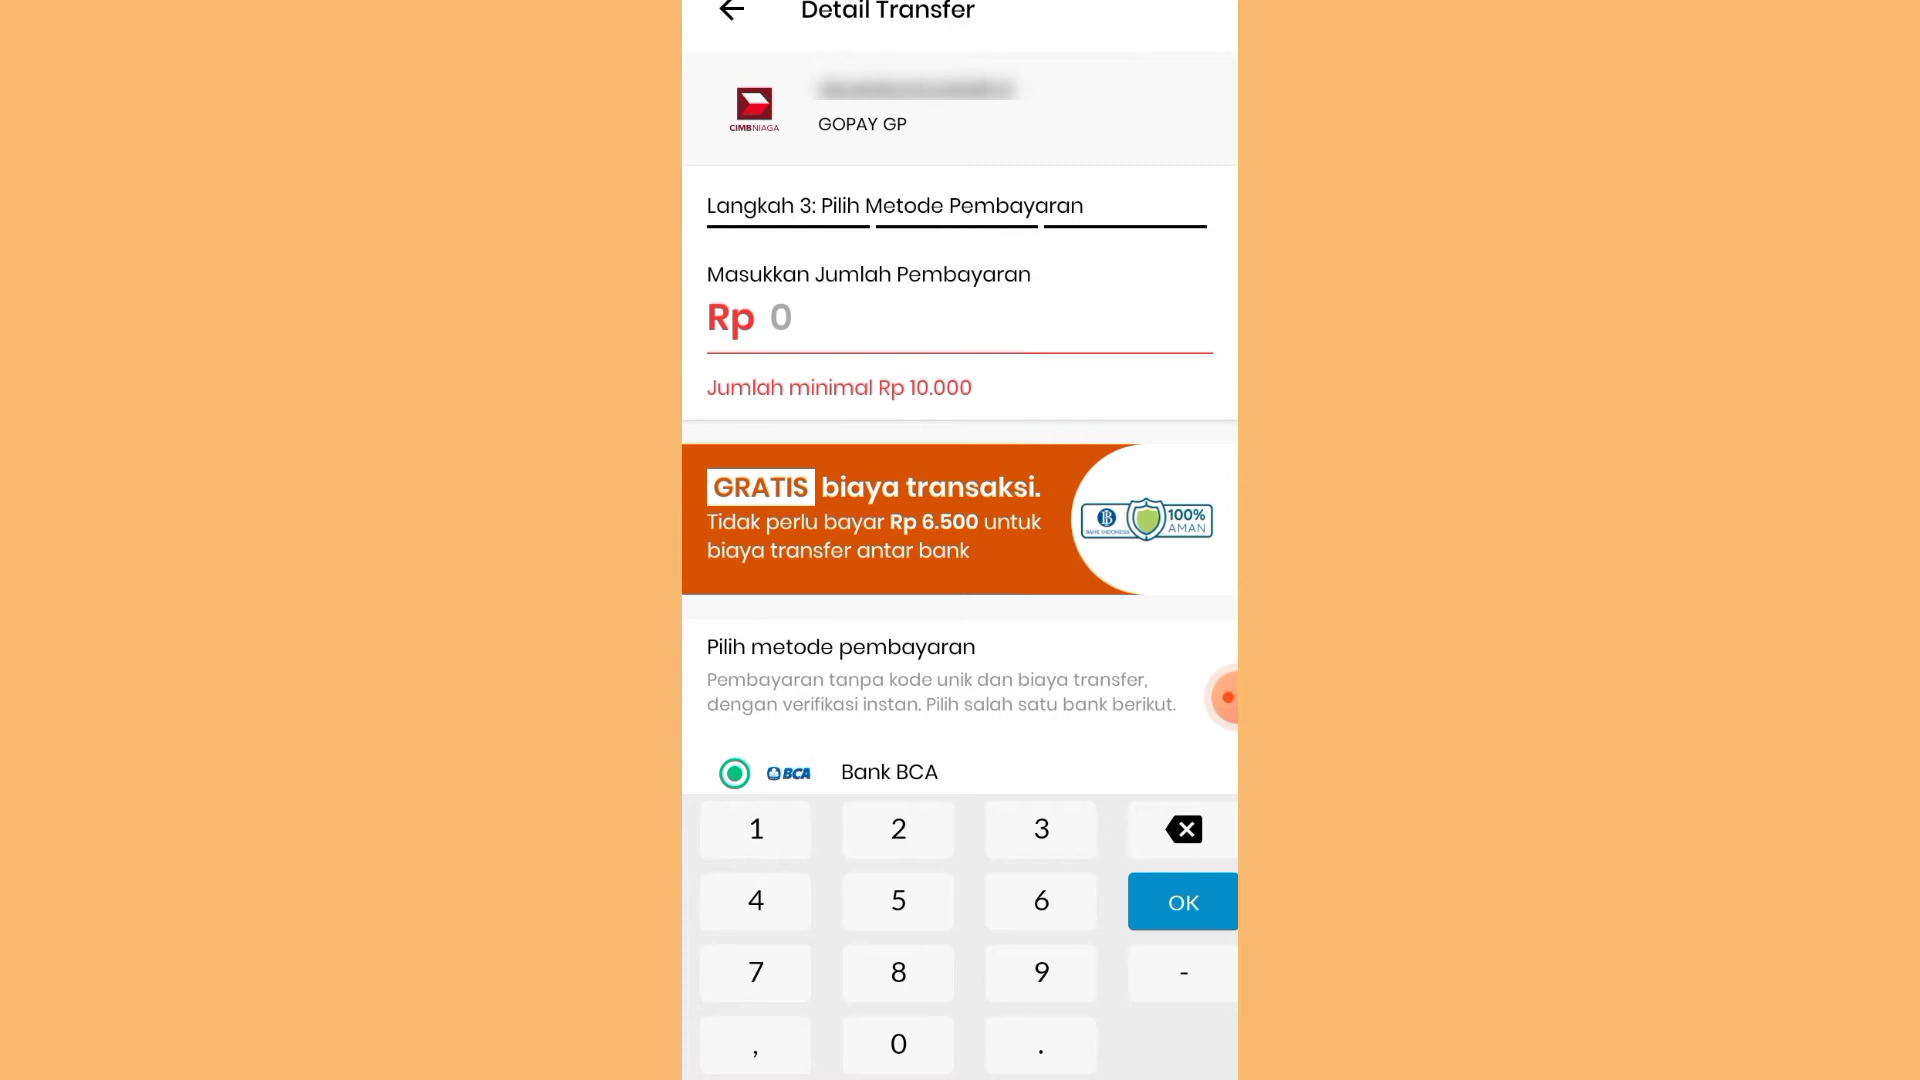 Detail Transfer
CIMBNIAGA
GOPAY GP
Langkah 3: Pilih Metode Pembayaran
Masukkan Jumlah Pembayaran
Rp 0
Jumlah minimal Rp 10.000
GRATIS biaya transaksi.
Tidak perlu bayar Rp 6.500 untuk
biaya transfer antar bank
BANK INDONESIA
100%
AMAN
Pilih metode pembayaran
Pembayaran tanpa kode unik dan biaya transfer,
dengan verifikasi instan. Pilih salah satu bank berikut.
BCA Bank BCA
1 2 3
4 5 6 OK
7 8 9 -
, 0 .